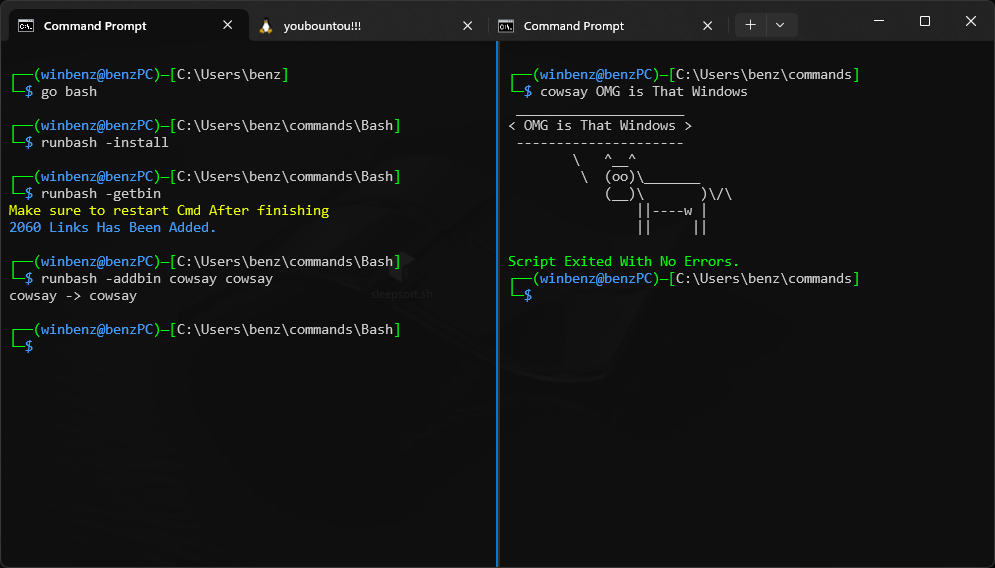 Command Prompt
youbountou!!!
Command Prompt
┌──(winbenz@benzPC)─[C:\Users\benz]
└─$ go bash
┌──(winbenz@benzPC)─[C:\Users\benz\commands\Bash]
└─$ runbash -install
┌──(winbenz@benzPC)─[C:\Users\benz\commands\Bash]
└─$ runbash -getbin
Make sure to restart Cmd After finishing
2060 Links Has Been Added.
┌──(winbenz@benzPC)─[C:\Users\benz\commands\Bash]
└─$ runbash -addbin cowsay cowsay
cowsay -> cowsay
┌──(winbenz@benzPC)─[C:\Users\benz\commands\Bash]
└─$
sleepsort.sh
┌──(winbenz@benzPC)─[C:\Users\benz\commands]
└─$ cowsay OMG is That Windows
 _____________________
< OMG is That Windows >
 ---------------------
        \   ^__^
         \  (oo)\_______
            (__)\       )\/\
                ||----w |
                ||     ||
Script Exited With No Errors.
┌──(winbenz@benzPC)─[C:\Users\benz\commands]
└─$